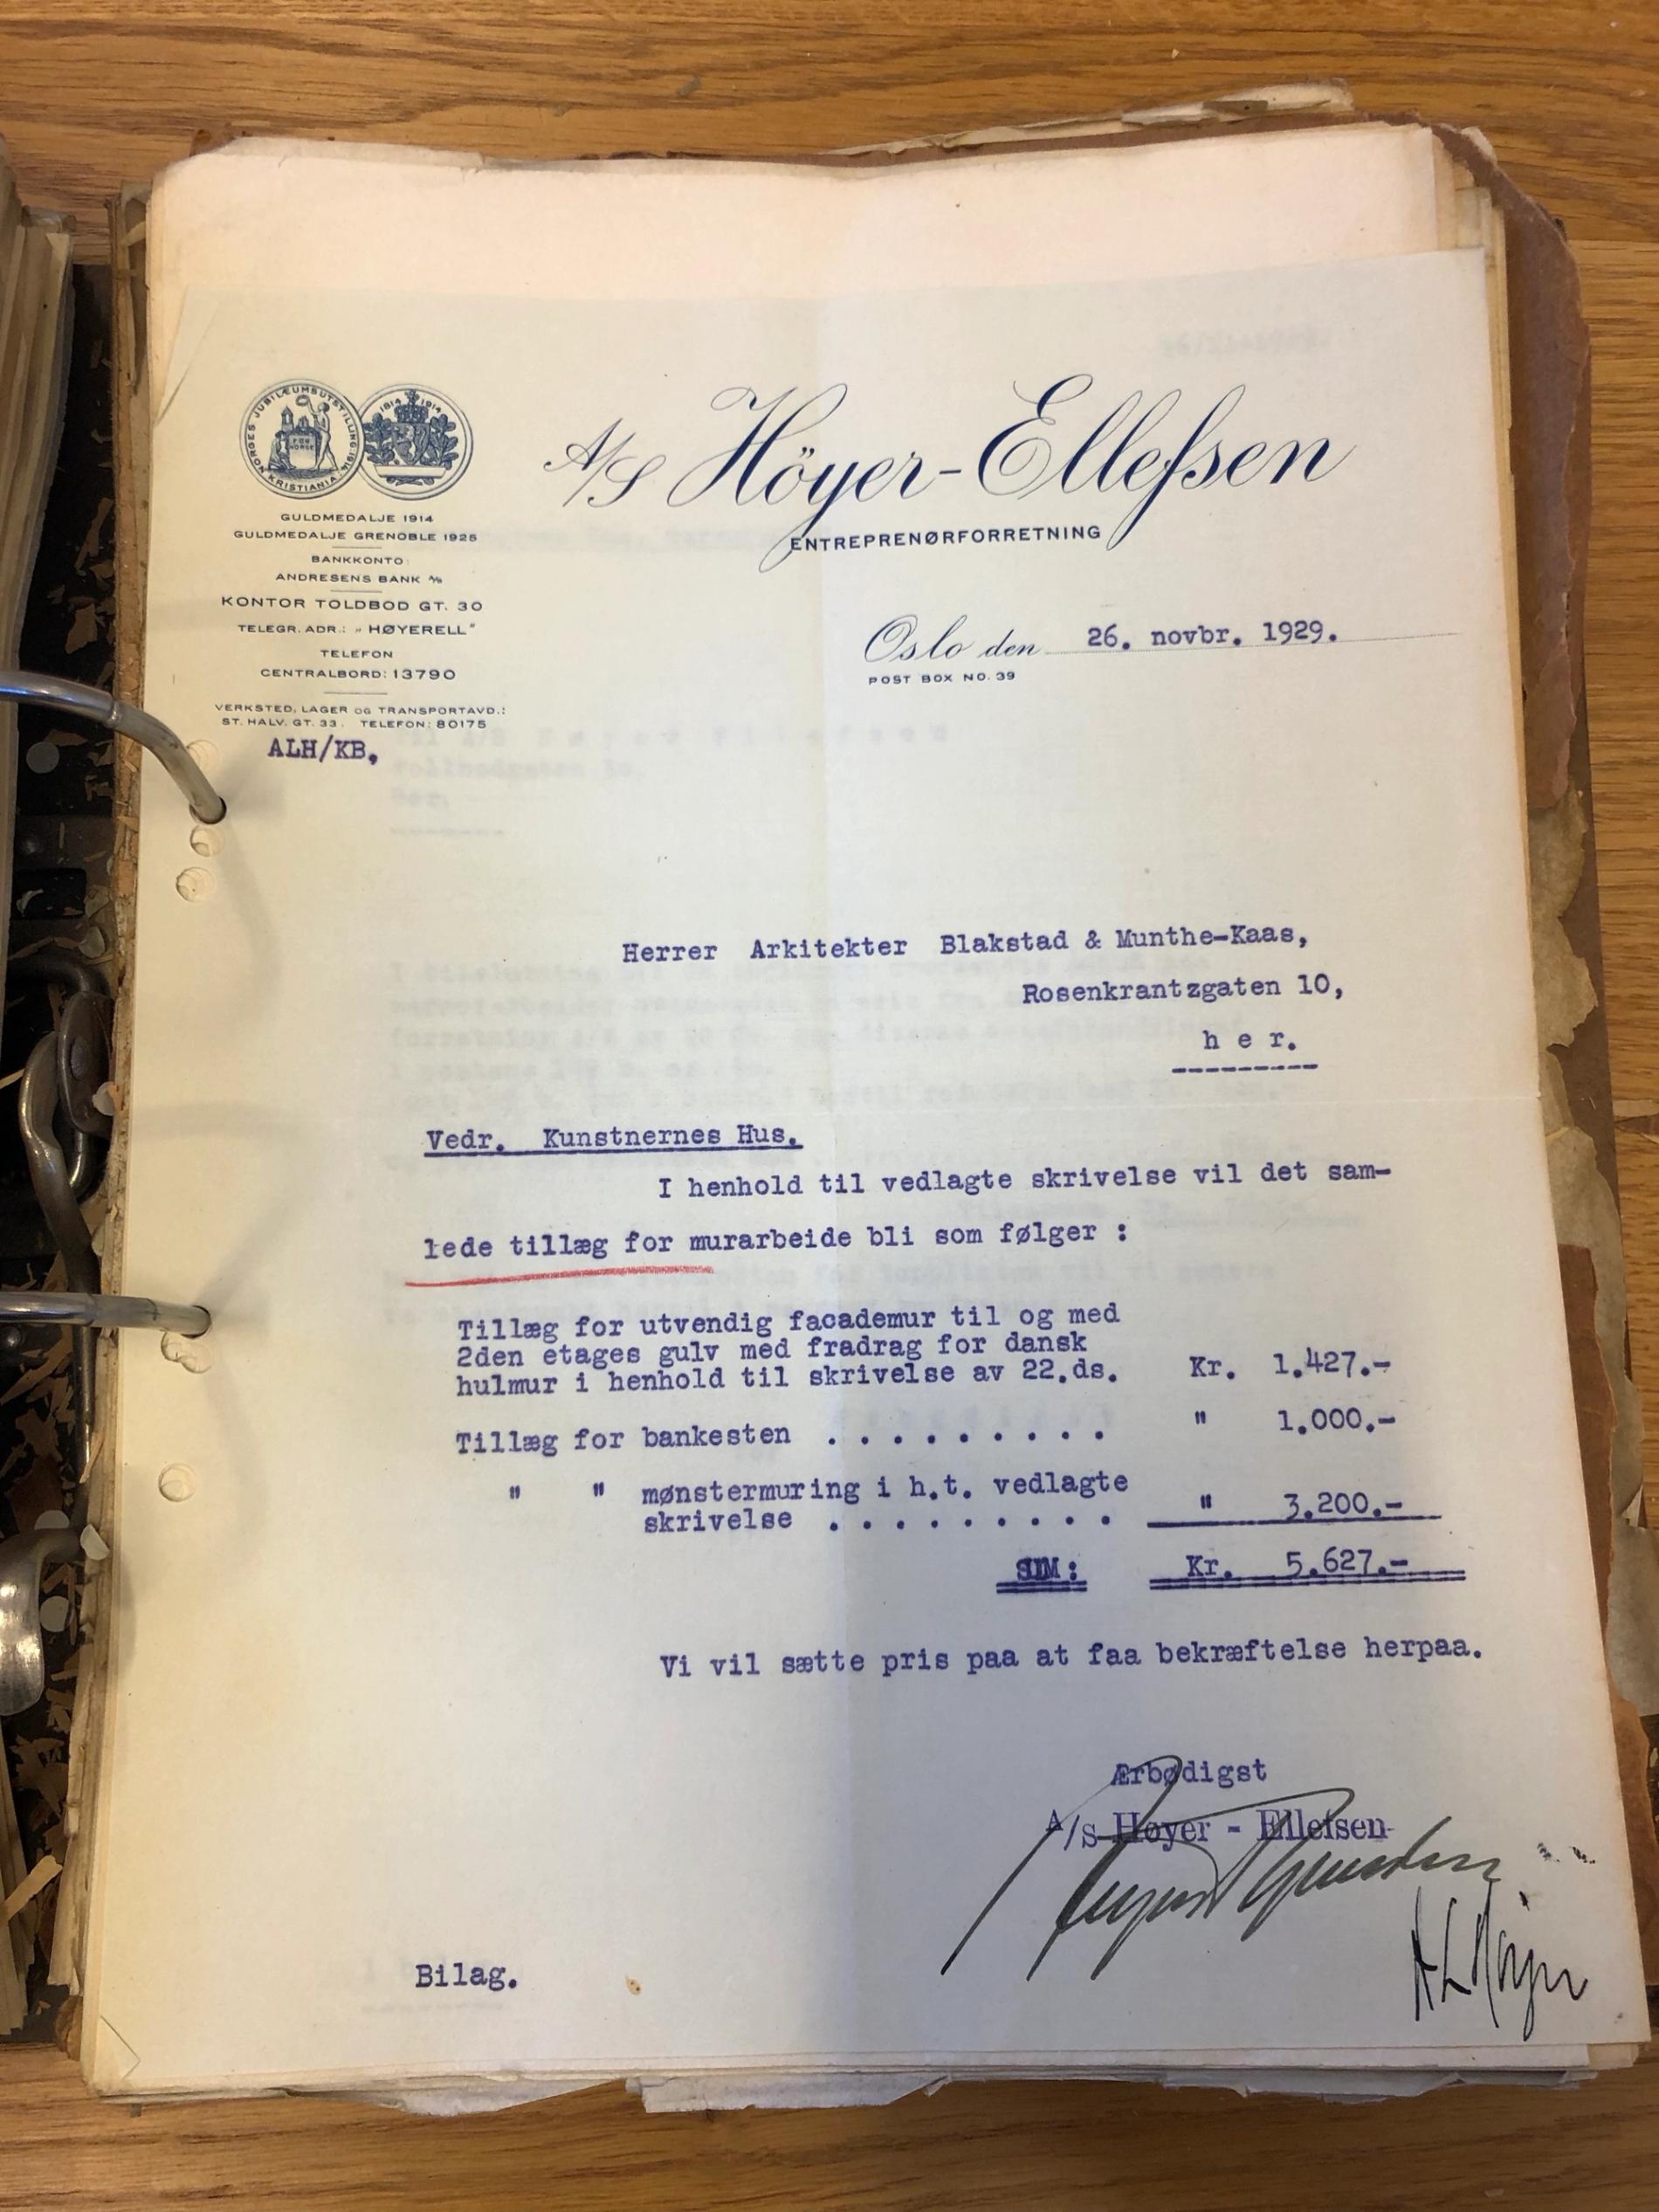 NORGES JUBILÆUMSUTSTILLING 1914
KRISTIANIA
1814 1914
A/S Höyer-Ellefsen
ENTREPRENØRFORRETNING
GULDMEDALJE 1914
GULDMEDALJE GRENOBLE 1925
BANKKONTO:
ANDRESENS BANK A/S
KONTOR TOLDBOD GT. 30
TELEGR. ADR.: „HØYERELL"
TELEFON
CENTRALBORD: 13790
VERKSTED, LAGER OG TRANSPORTAVD.:
ST. HALV. GT. 33. TELEFON: 80175
ALH/KB.
Oslo den 26. novbr. 1929.
POST BOX NO. 39
Herrer Arkitekter Blakstad & Munthe-Kaas,
Rosenkrantzgaten 10,
h e r.
---------
Vedr. Kunstnernes Hus.
I henhold til vedlagte skrivelse vil det sam-
lede tillæg for murarbeide bli som følger :
Tillæg for utvendig facademur til og med
2den etages gulv med fradrag for dansk
hulmur i henhold til skrivelse av 22.ds. Kr. 1.427.-
Tillæg for bankesten . . . . . . . . . " 1.000.-
" " mønstermuring i h.t. vedlagte
skrivelse . . . . . . . . . " 3.200.-
SUM: Kr. 5.627.-
Vi vil sætte pris paa at faa bekræftelse herpaa.
Ærbødigst
A/s Høyer - Ellefsen
Bilag.